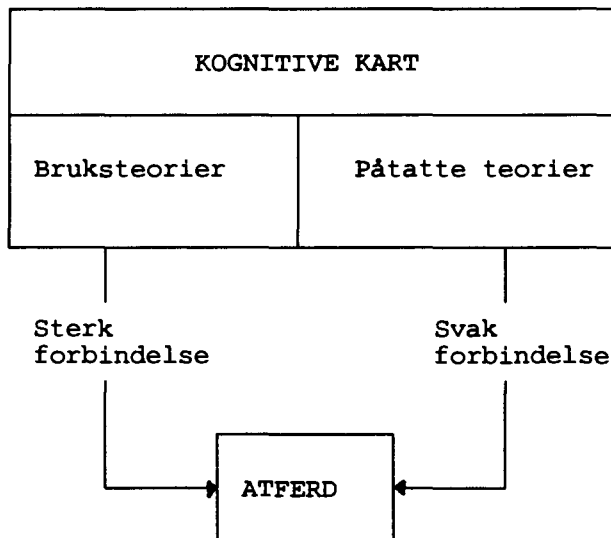 KOGNITIVE KART
Bruksteorier
Påtatte teorier
Sterk
forbindelse
Svak
forbindelse
ATFERD